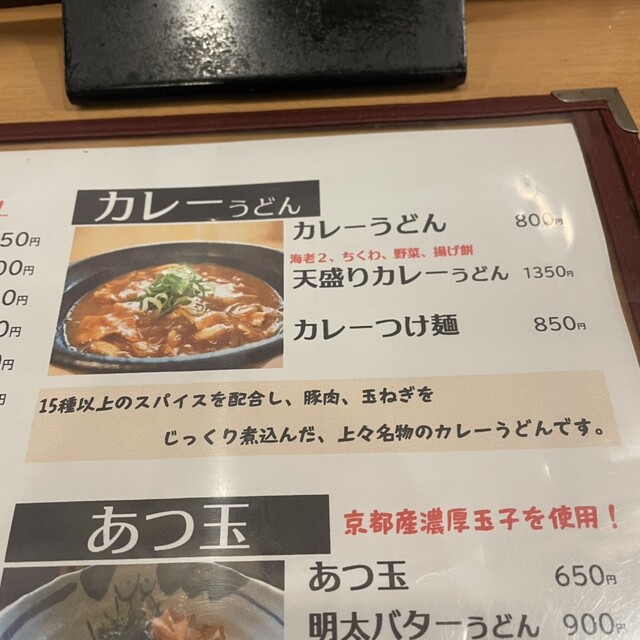 カレーうどん
カレーうどん 800円
海老2、ちくわ、野菜、揚げ餅
天盛りカレーうどん 1350円
カレーつけ麺 850円
15種以上のスパイスを配合し、豚肉、玉ねぎを
じっくり煮込んだ、上々名物のカレーうどんです。
あつ玉
京都産濃厚玉子を使用！
あつ玉 650円
明太バターうどん 900円